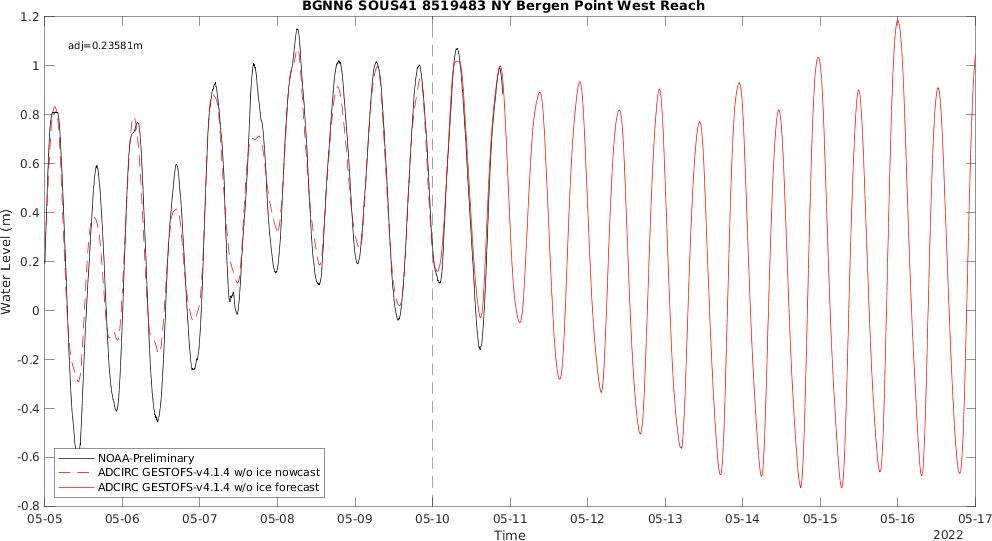 BGNN6 SOUS41 8519483 NY Bergen Point West Reach
adj=0.23581m
1.2
1
0.8
0.6
0.4
0.2
0
-0.2
-0.4
-0.6
-0.8
Water Level (m)
NOAA-Preliminary
ADCIRC GESTOFS-v4.1.4 w/o ice nowcast
ADCIRC GESTOFS-v4.1.4 w/o ice forecast
05-05 05-06 05-07 05-08 05-09 05-10 05-11 05-12 05-13 05-14 05-15 05-16 05-17
Time
2022